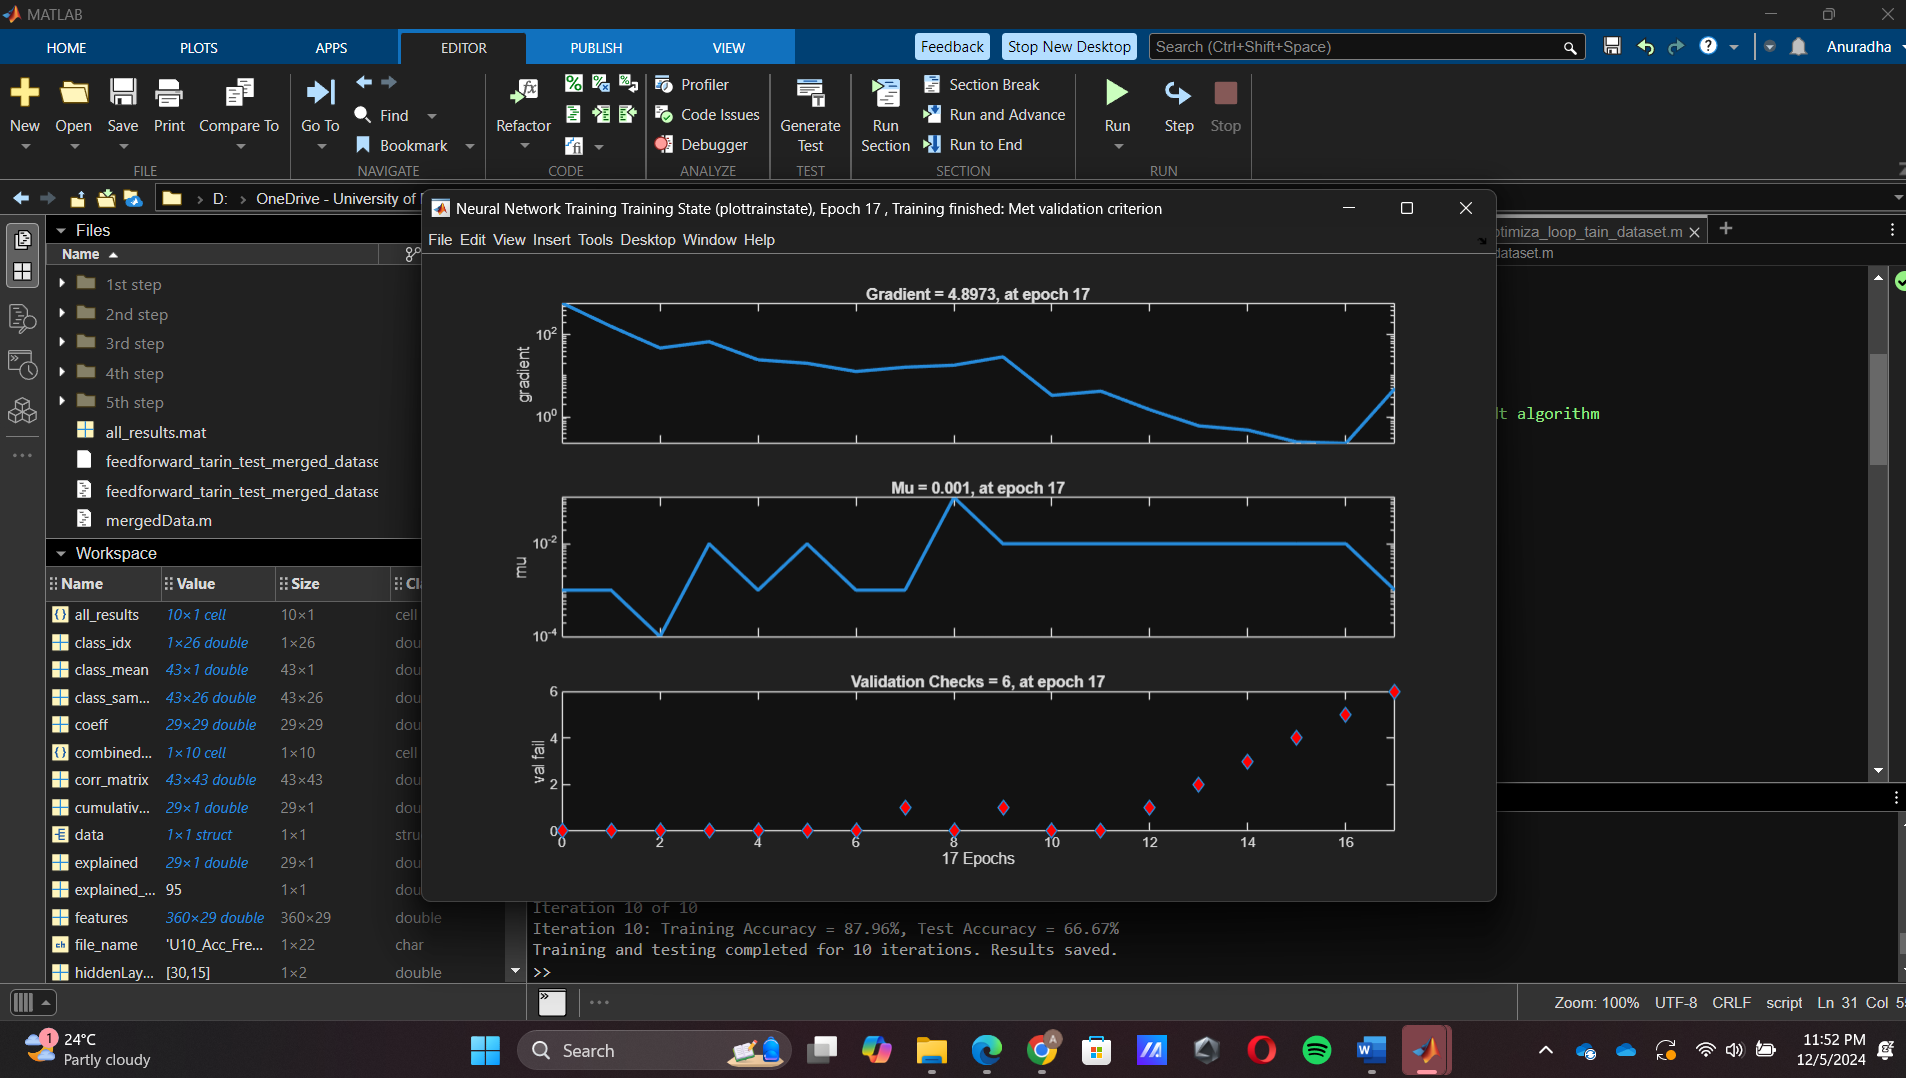 MATLAB
HOME PLOTS APPS EDITOR PUBLISH VIEW Feedback Stop New Desktop Search (Ctrl+Shift+Space) Anuradha
New Open Save Print Compare To
FILE
Go To Find Bookmark
NAVIGATE
Refactor
CODE
Profiler
Code Issues
Debugger
ANALYZE
Generate Test
TEST
Run Section
Section Break
Run and Advance
Run to End
SECTION
Run Step Stop
RUN
D: › OneDrive - University of
Files
Name
1st step
2nd step
3rd step
4th step
5th step
all_results.mat
feedforward_tarin_test_merged_datase
feedforward_tarin_test_merged_datase
mergedData.m
Workspace
Name Value Size Cl
all_results 10×1 cell 10×1 cell
class_idx 1×26 double 1×26 dou
class_mean 43×1 double 43×1 dou
class_sam... 43×26 double 43×26 dou
coeff 29×29 double 29×29 dou
combined... 1×10 cell 1×10 cell
corr_matrix 43×43 double 43×43 dou
cumulativ... 29×1 double 29×1 dou
data 1×1 struct 1×1 stru
explained 29×1 double 29×1 dou
explained_... 95 1×1 dou
features 360×29 double 360×29 double
file_name 'U10_Acc_Fre... 1×22 char
hiddenLay... [30,15] 1×2 double
Neural Network Training Training State (plottrainstate), Epoch 17 , Training finished: Met validation criterion
File Edit View Insert Tools Desktop Window Help
Gradient = 4.8973, at epoch 17
gradient
10²
10⁰
Mu = 0.001, at epoch 17
mu
10⁻²
10⁻⁴
Validation Checks = 6, at epoch 17
val fail
6
4
2
0
0 2 4 6 8 10 12 14 16
17 Epochs
timiza_loop_tain_dataset.m
dataset.m
lt algorithm
Iteration 10 of 10
Iteration 10: Training Accuracy = 87.96%, Test Accuracy = 66.67%
Training and testing completed for 10 iterations. Results saved.
>>
Zoom: 100% UTF-8 CRLF script Ln 31 Col 5
1
24°C
Partly cloudy
Search
A
11:52 PM
12/5/2024